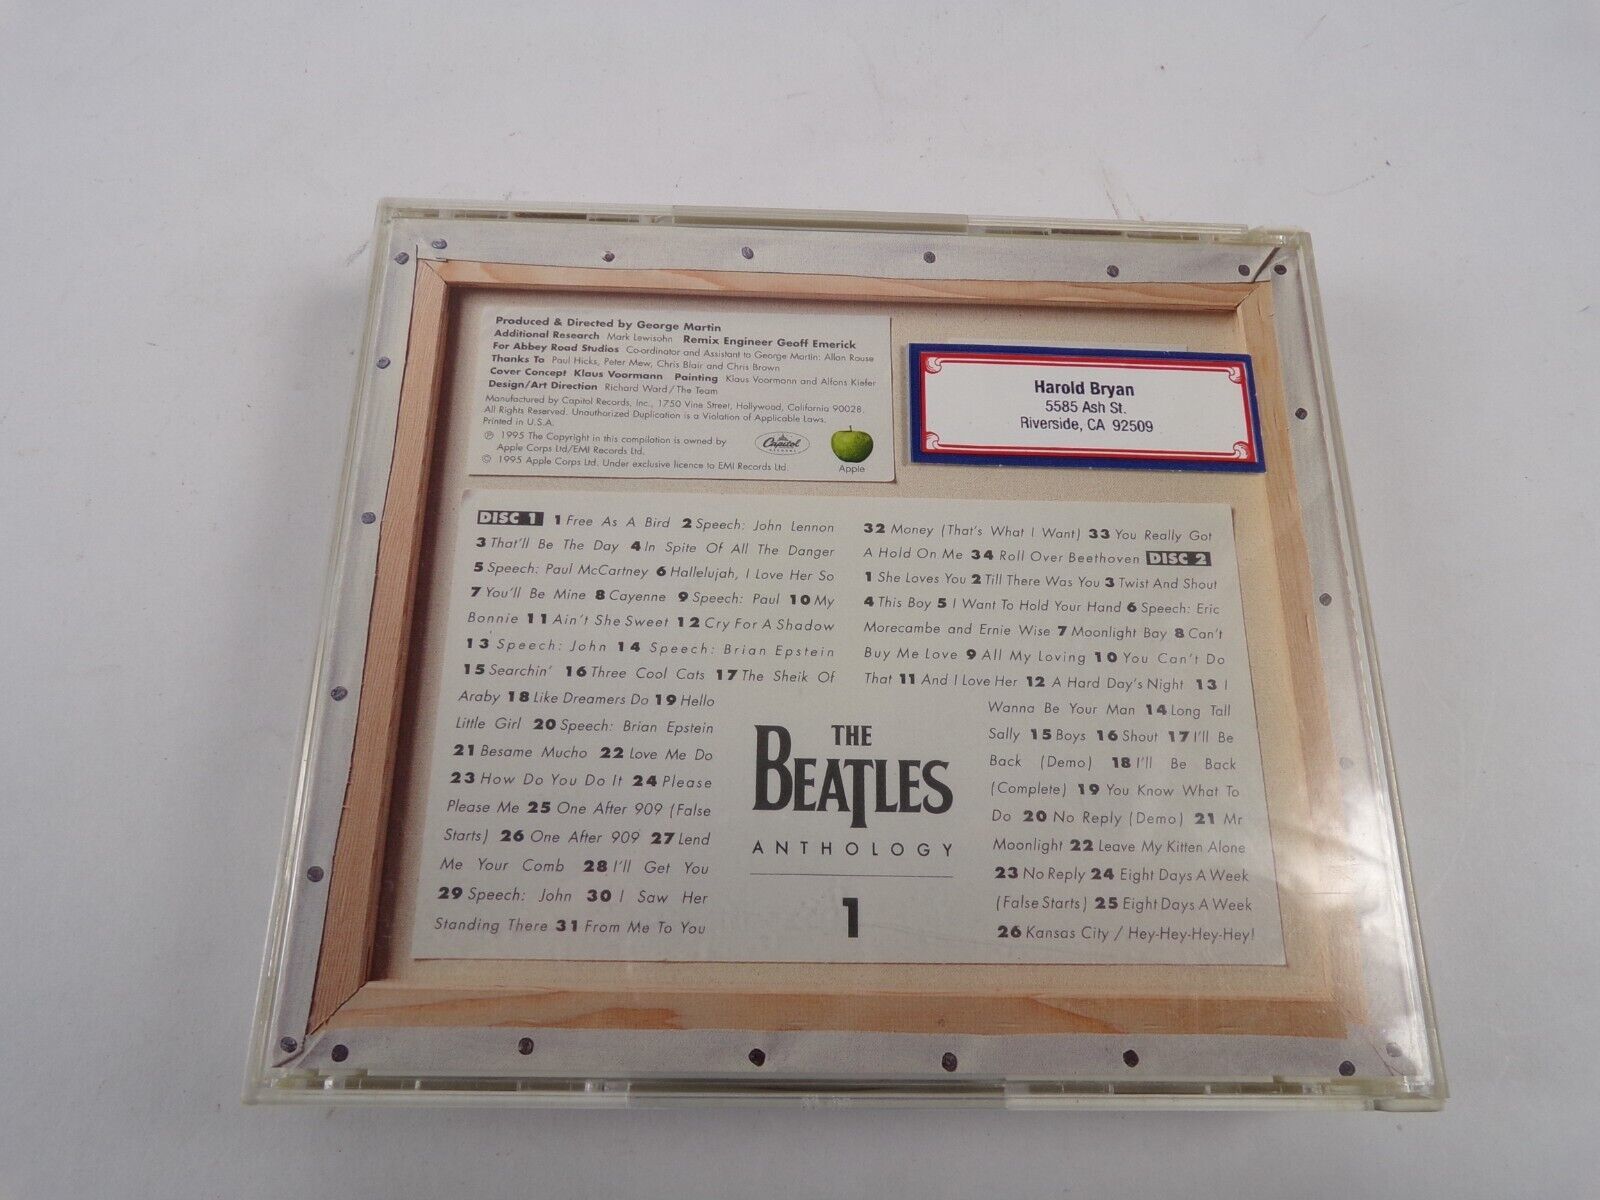 Produced & Directed by George Martin
Additional Research Mark Lewisohn Remix Engineer Geoff Emerick
For Abbey Road Studios Co-ordinator and Assistant to George Martin: Allan Rouse
Thanks To Paul Hicks, Peter Mew, Chris Blair and Chris Brown
Cover Concept Klaus Voormann Painting Klaus Voormann and Alfons Kiefer
Design/Art Direction Richard Ward/The Team
Manufactured by Capitol Records, Inc., 1750 Vine Street, Hollywood, California 90028.
All Rights Reserved. Unauthorized Duplication is a Violation of Applicable Laws.
Printed in U.S.A.
℗ 1995 The Copyright in this compilation is owned by
Apple Corps Ltd/EMI Records Ltd.
© 1995 Apple Corps Ltd. Under exclusive licence to EMI Records Ltd.
Capitol
RECORDS
Apple
Harold Bryan
5585 Ash St.
Riverside, CA 92509
DISC 1 1 Free As A Bird 2 Speech: John Lennon
3 That'll Be The Day 4 In Spite Of All The Danger
5 Speech: Paul McCartney 6 Hallelujah, I Love Her So
7 You'll Be Mine 8 Cayenne 9 Speech: Paul 10 My
Bonnie 11 Ain't She Sweet 12 Cry For A Shadow
13 Speech: John 14 Speech: Brian Epstein
15 Searchin' 16 Three Cool Cats 17 The Sheik Of
Araby 18 Like Dreamers Do 19 Hello
Little Girl 20 Speech: Brian Epstein
21 Besame Mucho 22 Love Me Do
23 How Do You Do It 24 Please
Please Me 25 One After 909 (False
Starts) 26 One After 909 27 Lend
Me Your Comb 28 I'll Get You
29 Speech: John 30 I Saw Her
Standing There 31 From Me To You
32 Money (That's What I Want) 33 You Really Got
A Hold On Me 34 Roll Over Beethoven DISC 2
1 She Loves You 2 Till There Was You 3 Twist And Shout
4 This Boy 5 I Want To Hold Your Hand 6 Speech: Eric
Morecambe and Ernie Wise 7 Moonlight Bay 8 Can't
Buy Me Love 9 All My Loving 10 You Can't Do
That 11 And I Love Her 12 A Hard Day's Night 13 I
Wanna Be Your Man 14 Long Tall
Sally 15 Boys 16 Shout 17 I'll Be
Back (Demo) 18 I'll Be Back
(Complete) 19 You Know What To
Do 20 No Reply (Demo) 21 Mr
Moonlight 22 Leave My Kitten Alone
23 No Reply 24 Eight Days A Week
(False Starts) 25 Eight Days A Week
26 Kansas City / Hey-Hey-Hey-Hey!
THE
BEATLES
ANTHOLOGY
1